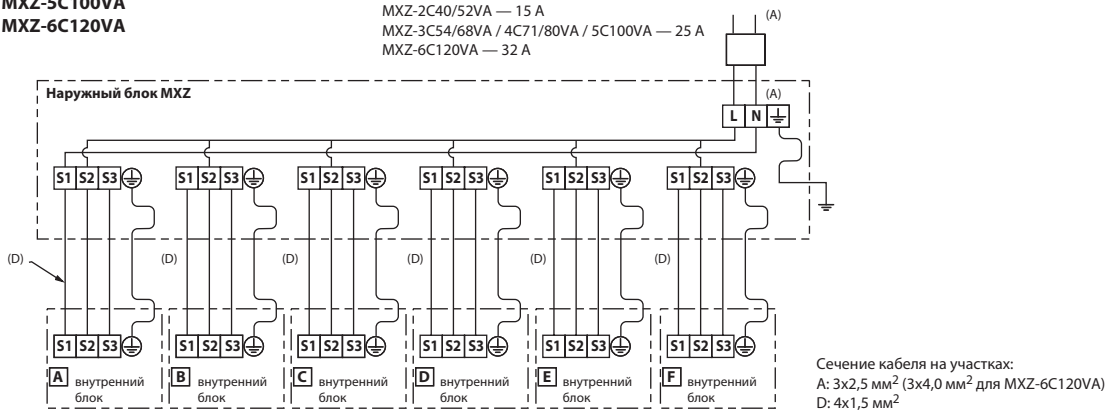 MXZ-5C100VA
MXZ-6C120VA
MXZ-2C40/52VA — 15 A
MXZ-3C54/68VA / 4C71/80VA / 5C100VA — 25 A
MXZ-6C120VA — 32 A
(A)
Наружный блок MXZ
(A)
L N
S1 S2 S3 S1 S2 S3 S1 S2 S3 S1 S2 S3 S1 S2 S3 S1 S2 S3
(D) (D) (D) (D) (D) (D)
S1 S2 S3 S1 S2 S3 S1 S2 S3 S1 S2 S3 S1 S2 S3 S1 S2 S3
A внутренний блок
B внутренний блок
C внутренний блок
D внутренний блок
E внутренний блок
F внутренний блок
Сечение кабеля на участках:
A: 3x2,5 мм² (3x4,0 мм² для MXZ-6C120VA)
D: 4x1,5 мм²